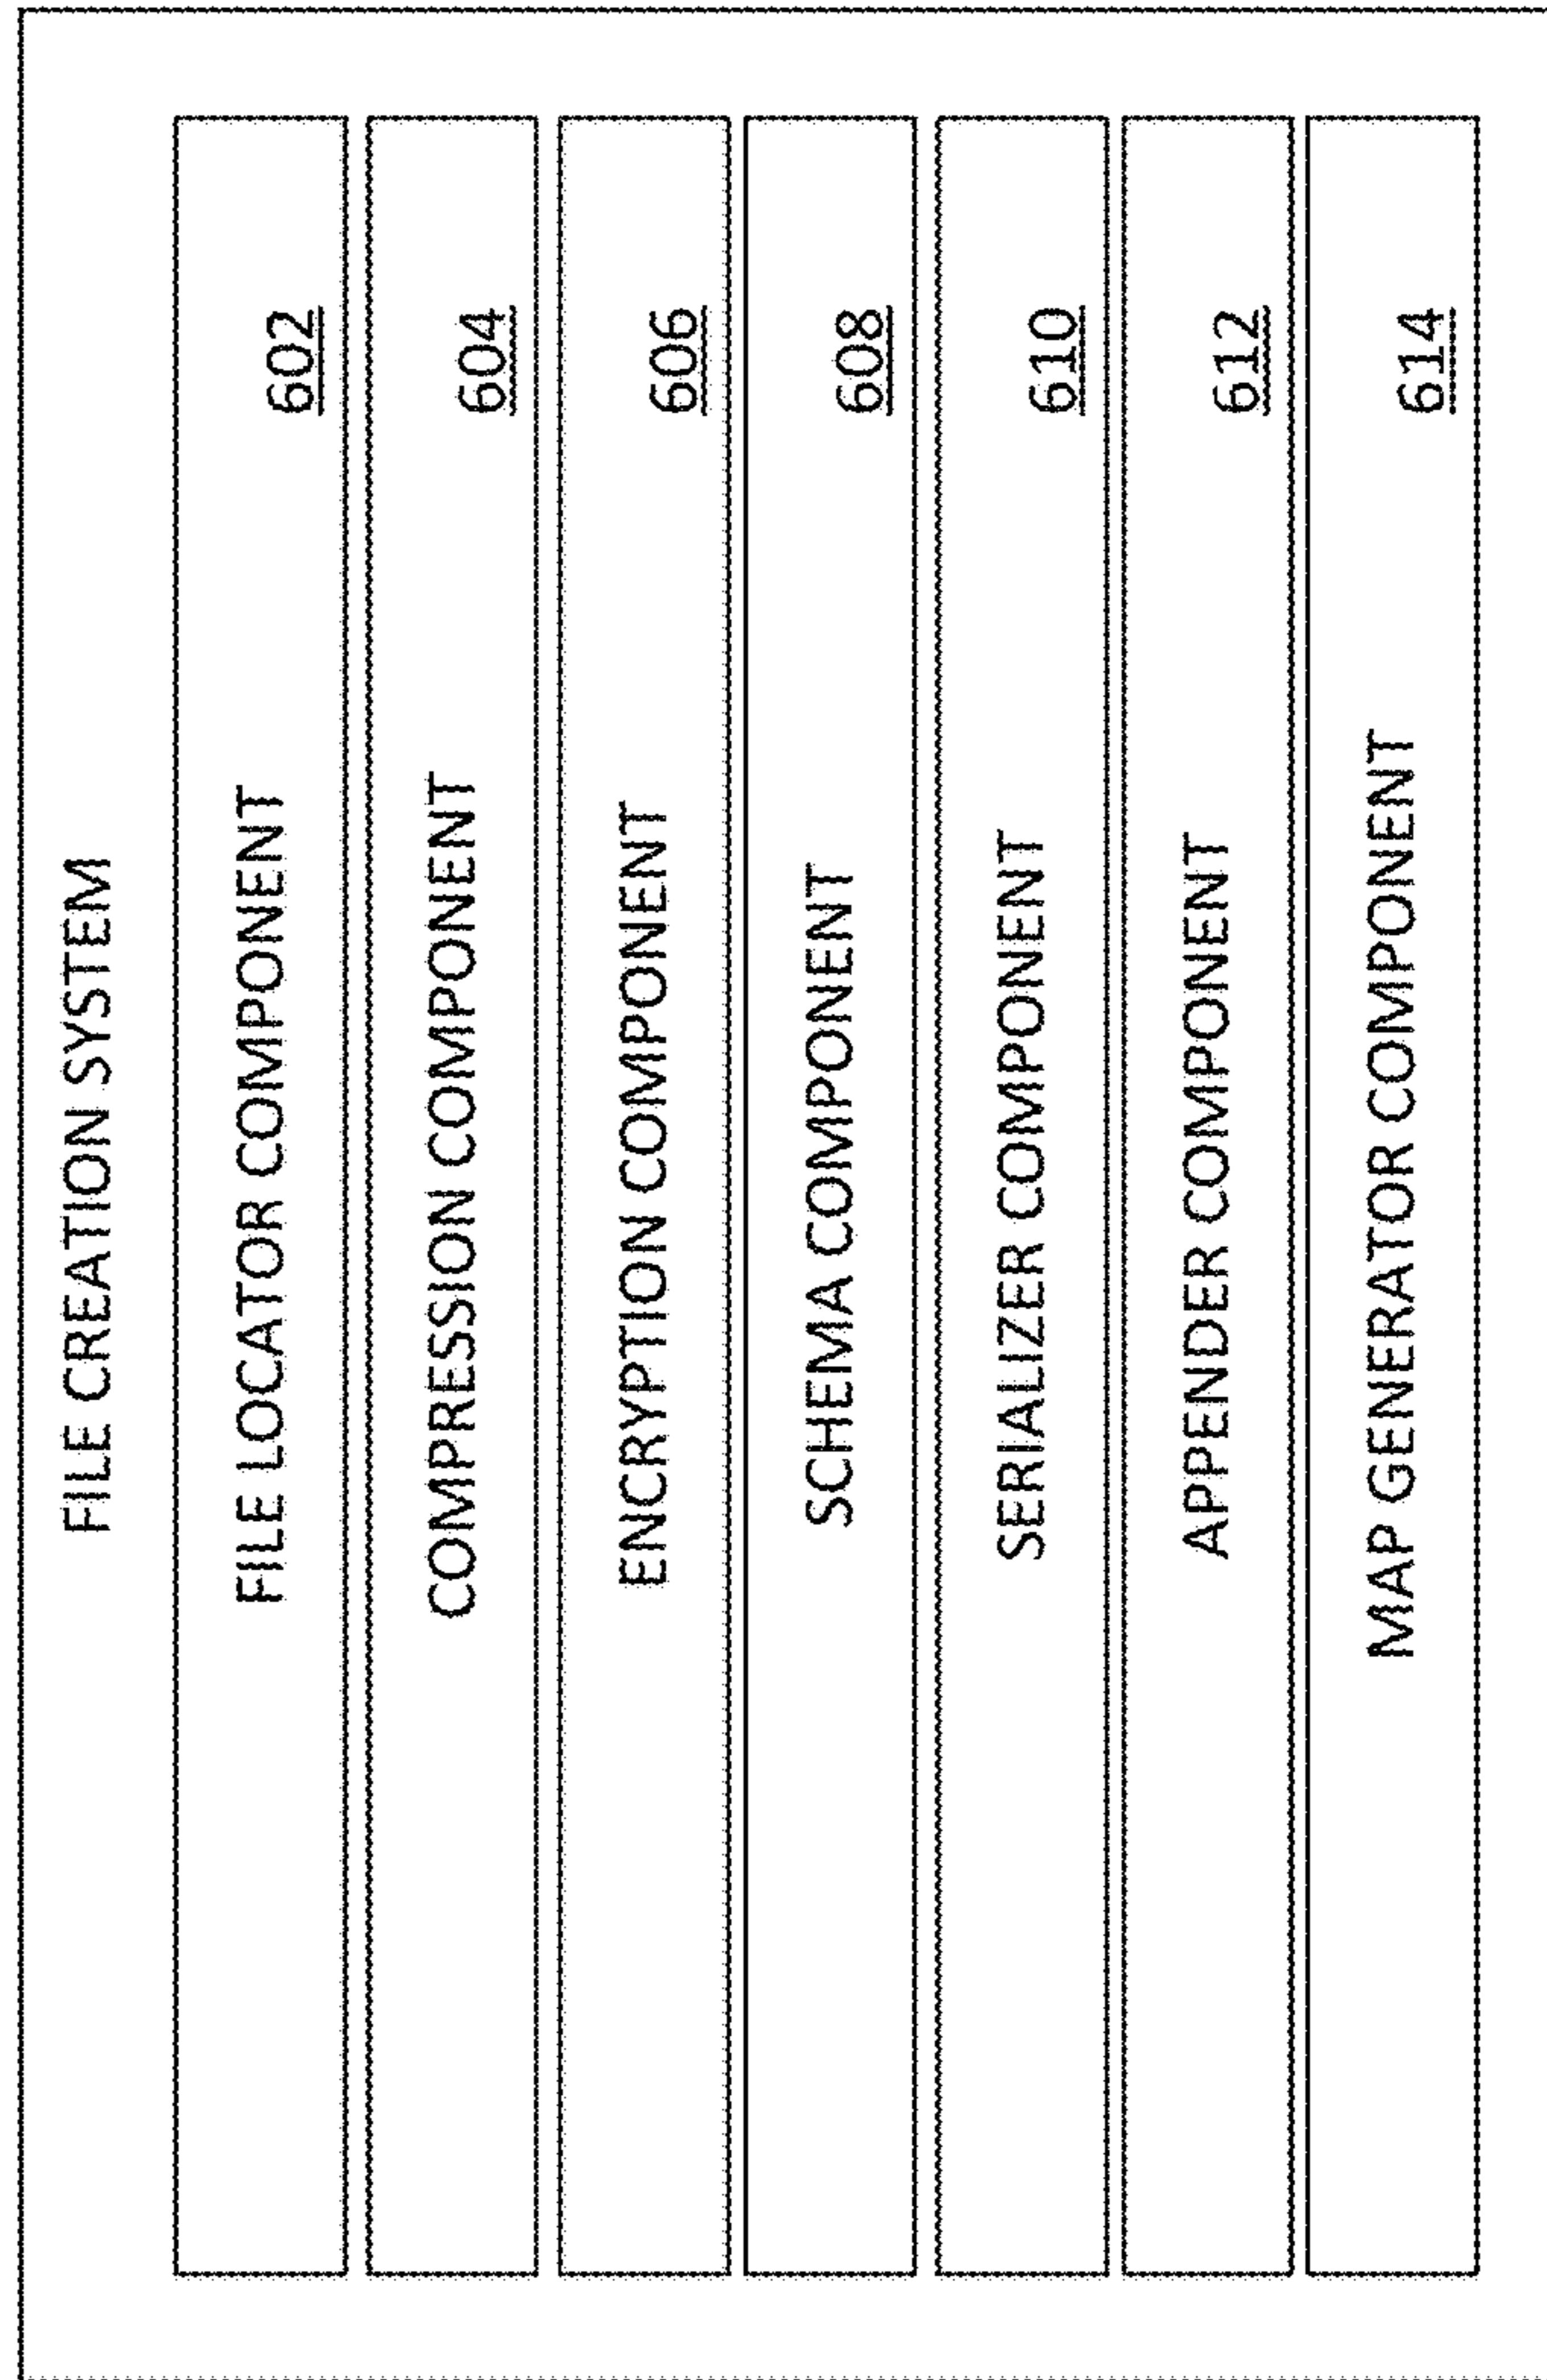 FILE CREATION SYSTEM
FILE LOCATOR COMPONENT 602
COMPRESSION COMPONENT 604
ENCRYPTION COMPONENT 606
SCHEMA COMPONENT 608
SERIALIZER COMPONENT 610
APPENDER COMPONENT 612
MAP GENERATOR COMPONENT 614